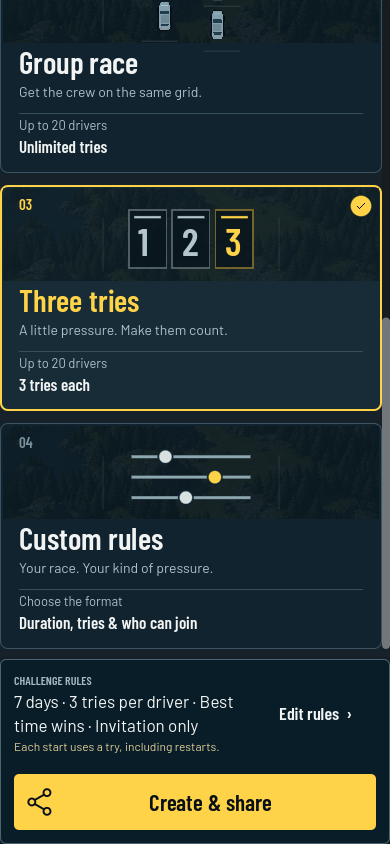 Group race
Get the crew on the same grid.
Up to 20 drivers
Unlimited tries
03
1 2 3
Three tries
A little pressure. Make them count.
Up to 20 drivers
3 tries each
04
Custom rules
Your race. Your kind of pressure.
Choose the format
Duration, tries & who can join
CHALLENGE RULES
7 days · 3 tries per driver · Best
time wins · Invitation only
Each start uses a try, including restarts.
Edit rules ›
Create & share